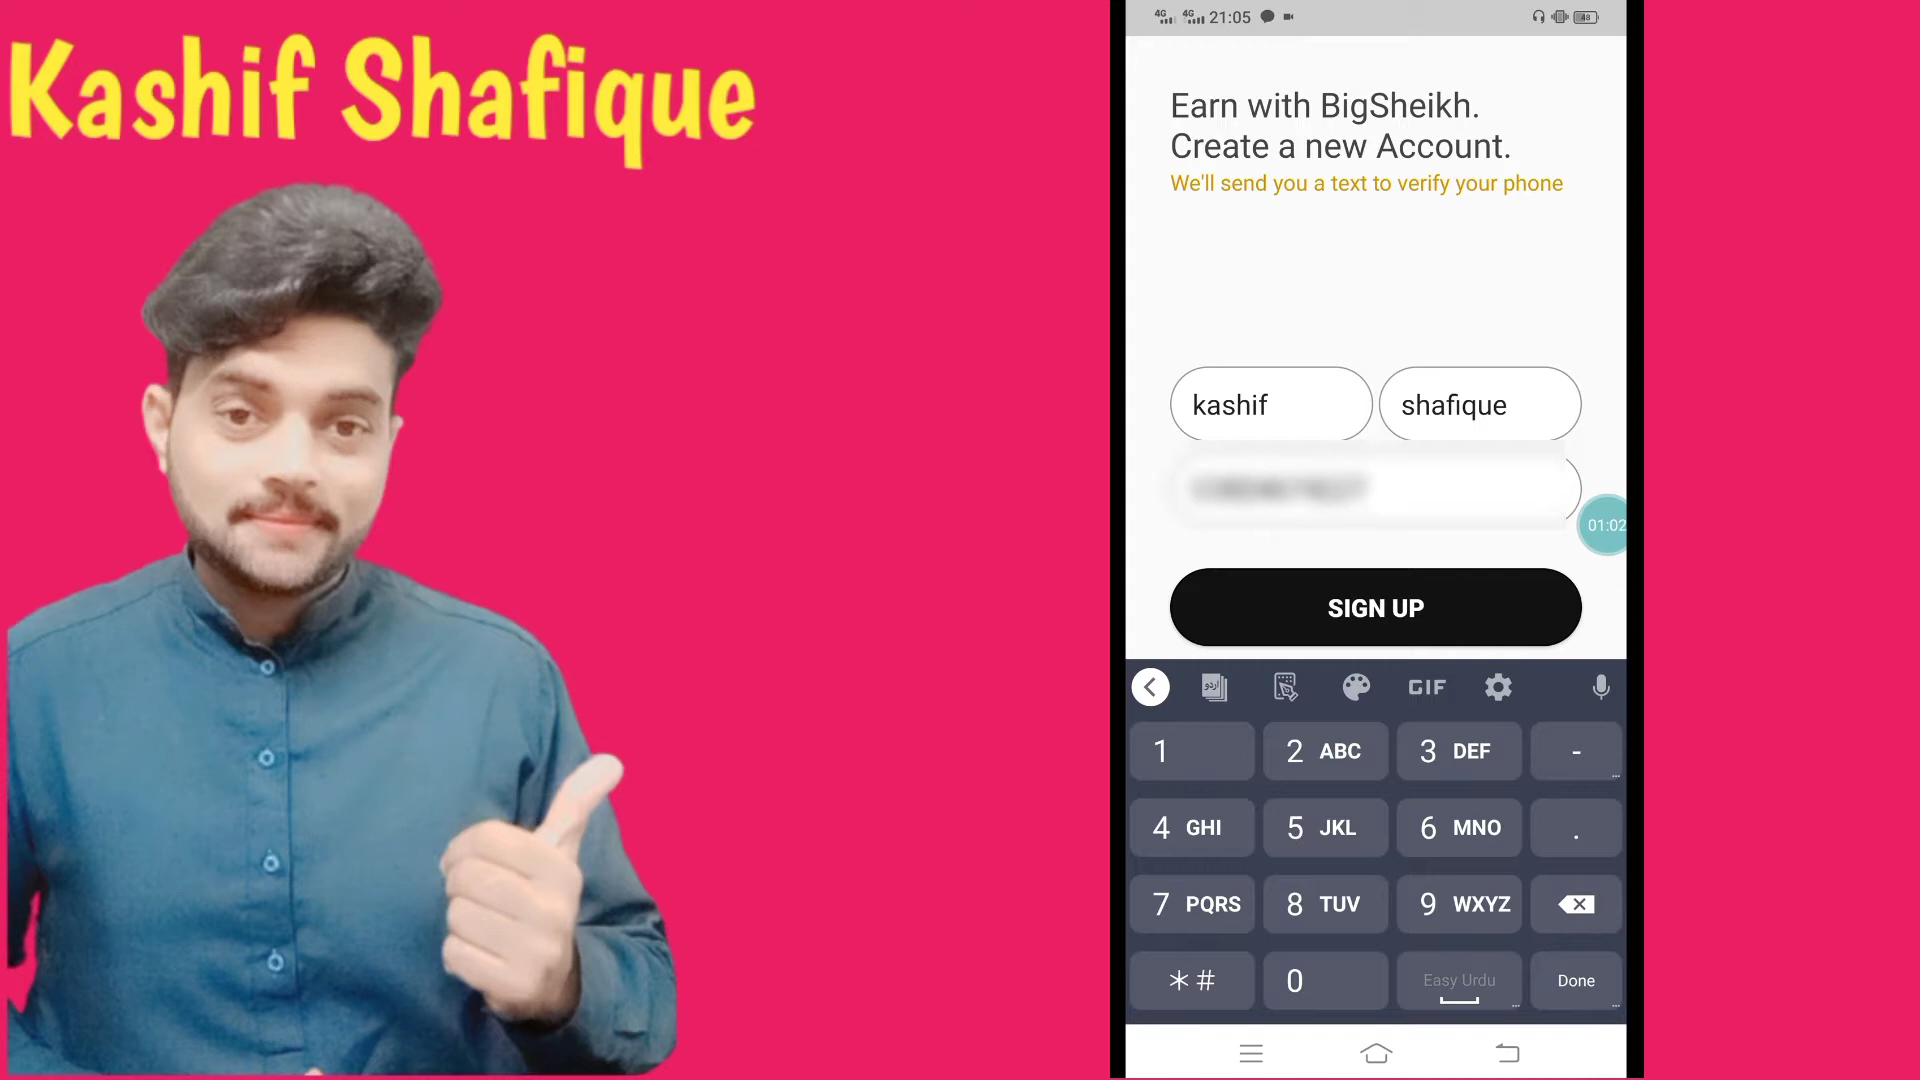 Kashif Shafique
4G 4G 21:05 48
Earn with BigSheikh.
Create a new Account.
We'll send you a text to verify your phone
kashif shafique
01:02
SIGN UP
اردو GIF
1 2 ABC 3 DEF -
4 GHI 5 JKL 6 MNO .
7 PQRS 8 TUV 9 WXYZ
*# 0 Easy Urdu Done